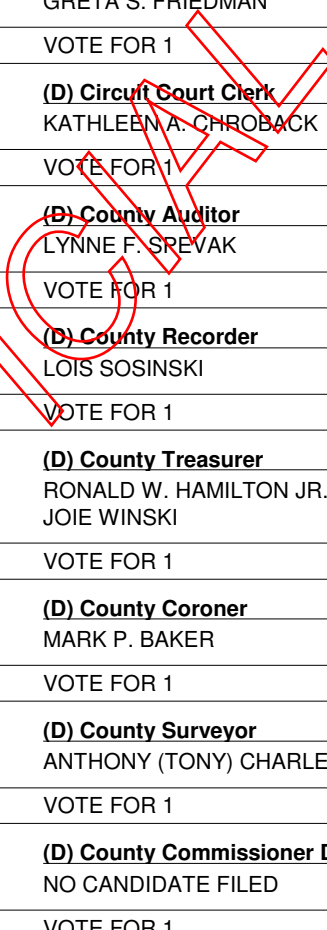 GRETA S. FRIEDMAN
VOTE FOR 1
(D) Circuit Court Clerk
KATHLEEN A. CHROBACK
VOTE FOR 1
(D) County Auditor
LYNNE F. SPEVAK
VOTE FOR 1
(D) County Recorder
LOIS SOSINSKI
VOTE FOR 1
(D) County Treasurer
RONALD W. HAMILTON JR.
JOIE WINSKI
VOTE FOR 1
(D) County Coroner
MARK P. BAKER
VOTE FOR 1
(D) County Surveyor
ANTHONY (TONY) CHARLE
VOTE FOR 1
(D) County Commissioner D
NO CANDIDATE FILED
VOTE FOR 1
ICIAL